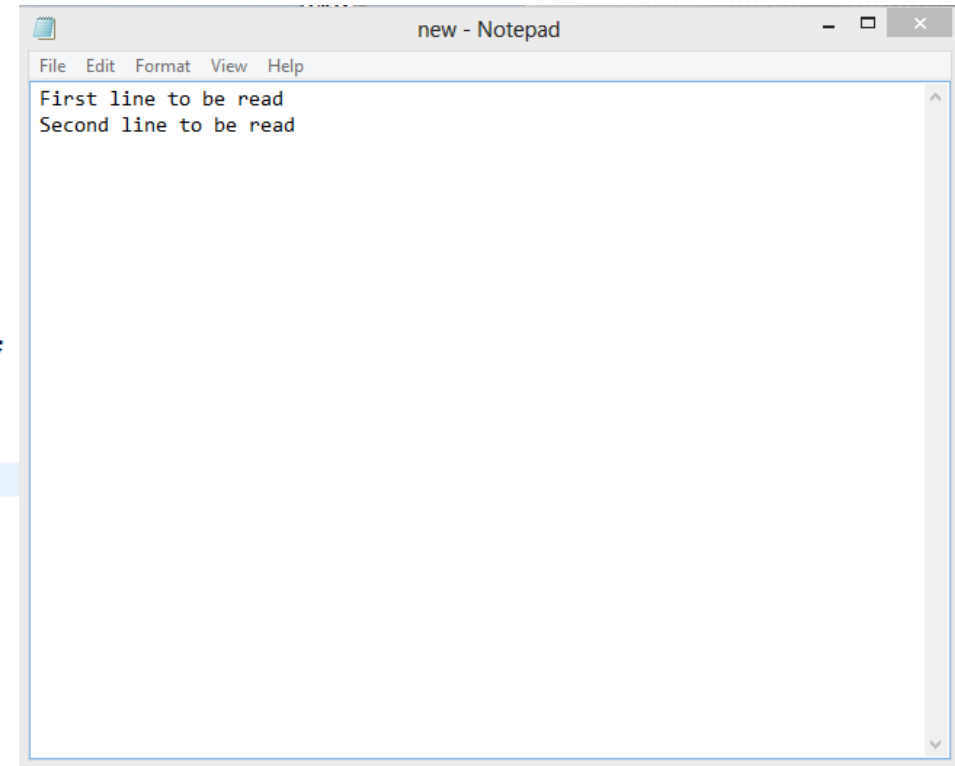 new - Notepad
File Edit Format View Help
First line to be read
Second line to be read